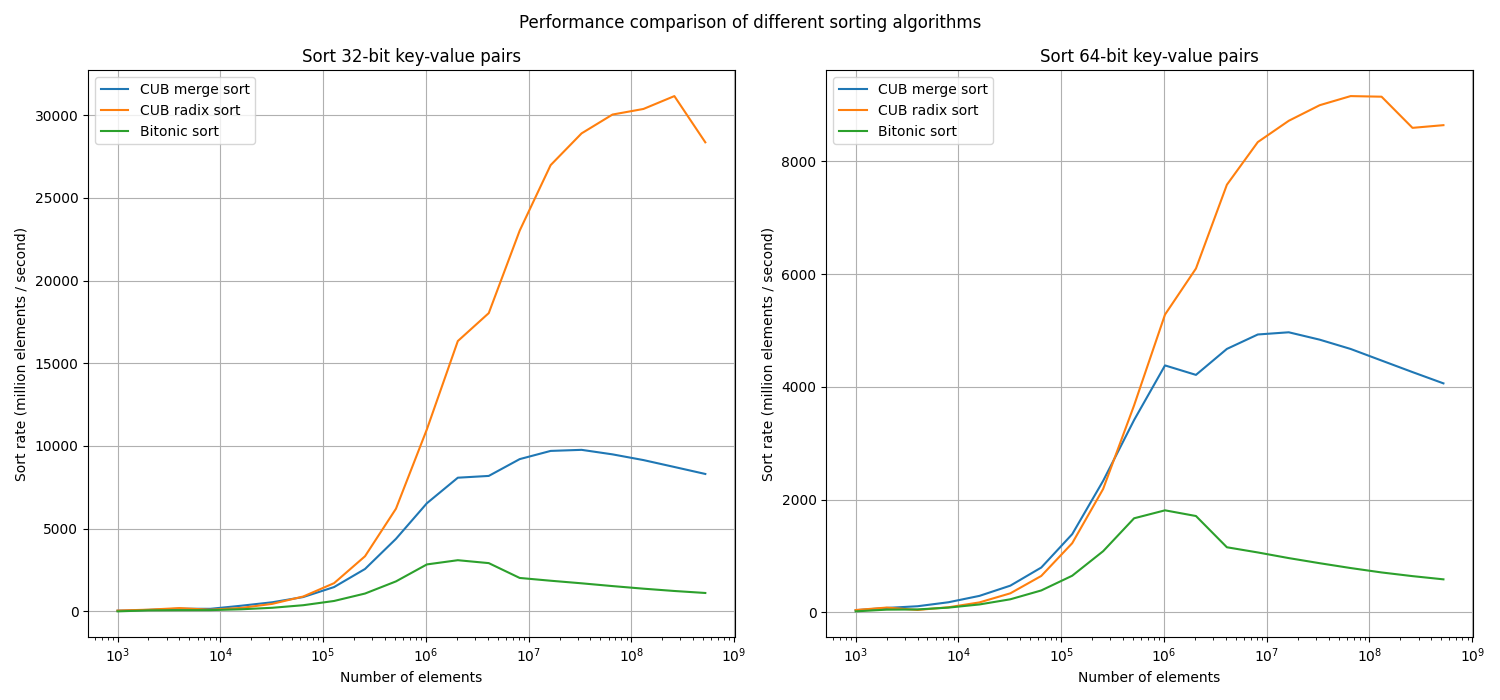 Performance comparison of different sorting algorithms
Sort 32-bit key-value pairs
CUB merge sort
CUB radix sort
Bitonic sort
30000
25000
20000
15000
10000
5000
0
Sort rate (million elements / second)
10³
10⁴
10⁵
10⁶
10⁷
10⁸
10⁹
Number of elements
Sort 64-bit key-value pairs
CUB merge sort
CUB radix sort
Bitonic sort
8000
6000
4000
2000
0
Sort rate (million elements / second)
10³
10⁴
10⁵
10⁶
10⁷
10⁸
10⁹
Number of elements